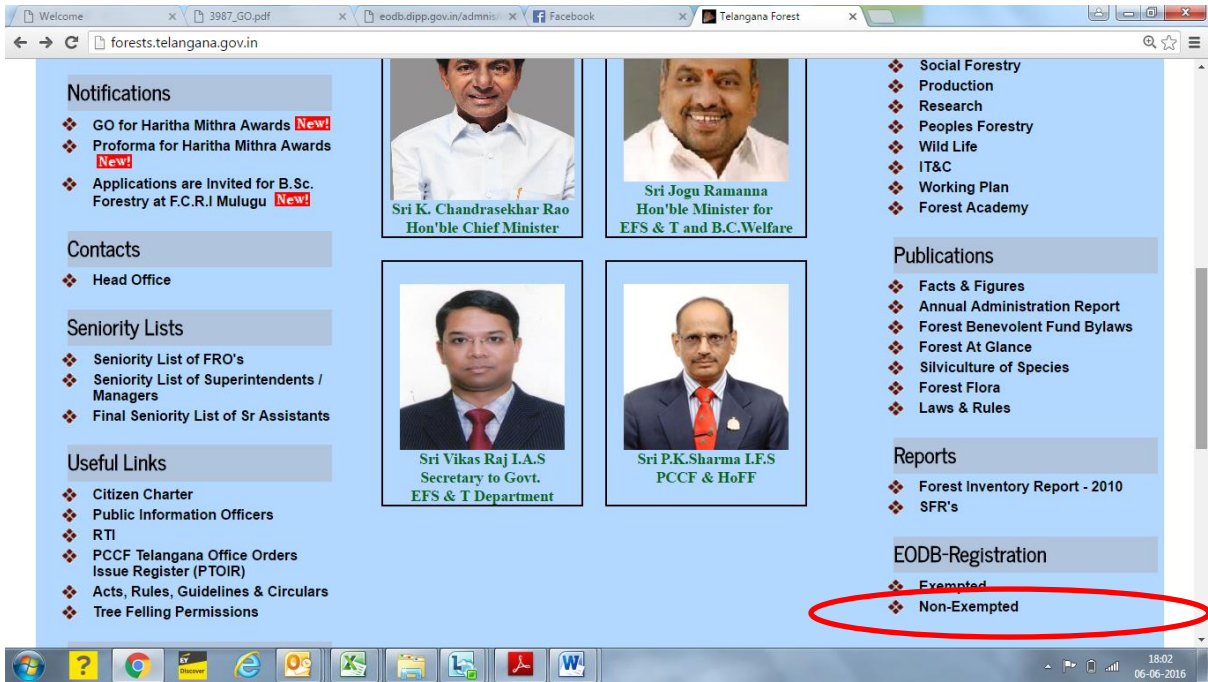 Welcome
3987_GO.pdf
eodb.dipp.gov.in/admnis
Facebook
Telangana Forest
forests.telangana.gov.in
Notifications
GO for Haritha Mithra Awards New!
Proforma for Haritha Mithra Awards
New!
Applications are Invited for B.Sc.
Forestry at F.C.R.I Mulugu New!
Contacts
Head Office
Seniority Lists
Seniority List of FRO's
Seniority List of Superintendents /
Managers
Final Seniority List of Sr Assistants
Useful Links
Citizen Charter
Public Information Officers
RTI
PCCF Telangana Office Orders
Issue Register (PTOIR)
Acts, Rules, Guidelines & Circulars
Tree Felling Permissions
Sri K. Chandrasekhar Rao
Hon'ble Chief Minister
Sri Jogu Ramanna
Hon'ble Minister for
EFS & T and B.C.Welfare
Sri Vikas Raj I.A.S
Secretary to Govt.
EFS & T Department
Sri P.K.Sharma I.F.S
PCCF & HoFF
Social Forestry
Production
Research
Peoples Forestry
Wild Life
IT&C
Working Plan
Forest Academy
Publications
Facts & Figures
Annual Administration Report
Forest Benevolent Fund Bylaws
Forest At Glance
Silviculture of Species
Forest Flora
Laws & Rules
Reports
Forest Inventory Report - 2010
SFR's
EODB-Registration
Exempted
Non-Exempted
EY
Discover
18:02
06-06-2016